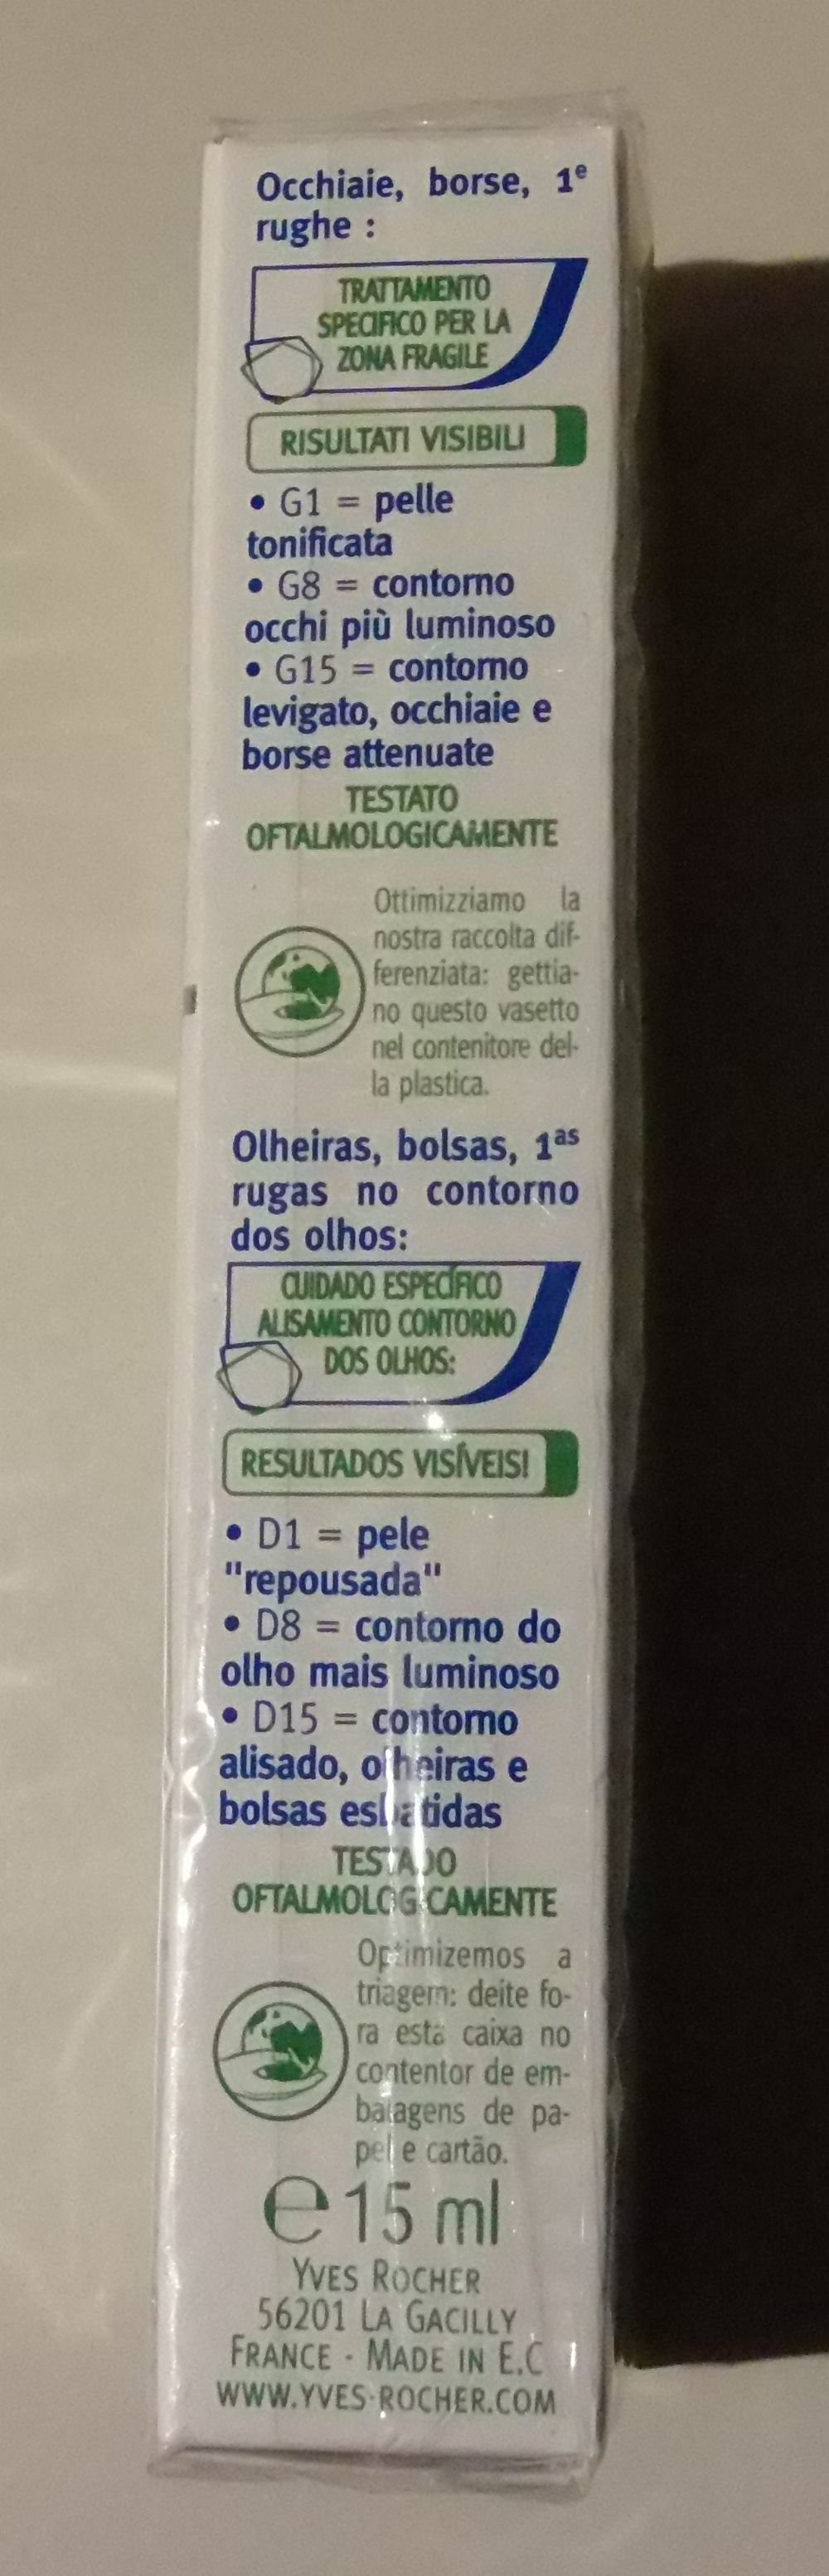 Occhiaie, borse, 1e
rughe :
TRATTAMENTO
SPECIFICO PER LA
ZONA FRAGILE
RISULTATI VISIBILI
• G1 = pelle
tonificata
• G8 = contorno
occhi più luminoso
• G15 = contorno
levigato, occhiaie e
borse attenuate
TESTATO
OFTALMOLOGICAMENTE
Ottimizziamo la
nostra raccolta dif-
ferenziata: gettia-
no questo vasetto
nel contenitore del-
la plastica.
Olheiras, bolsas, 1as
rugas no contorno
dos olhos:
CUIDADO ESPECÍFICO
ALISAMENTO CONTORNO
DOS OLHOS:
RESULTADOS VISÍVEIS!
• D1 = pele
"repousada"
• D8 = contorno do
olho mais luminoso
• D15 = contorno
alisado, olheiras e
bolsas esbatidas
TESTADO
OFTALMOLOGICAMENTE
Optimizemos a
triagem: deite fo-
ra esta caixa no
contentor de em-
balagens de pa-
pel e cartão.
e 15 ml
YVES ROCHER
56201 LA GACILLY
FRANCE - MADE IN E.C
WWW.YVES-ROCHER.COM